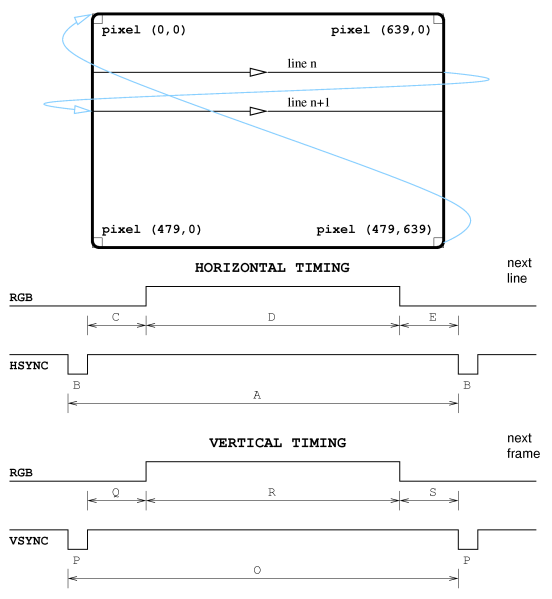 pixel (0,0)
pixel (639,0)
line n
line n+1
pixel (479,0)
pixel (479,639)
HORIZONTAL TIMING
next
line
RGB
C
D
E
HSYNC
B
B
A
VERTICAL TIMING
next
frame
RGB
Q
R
S
VSYNC
P
P
O